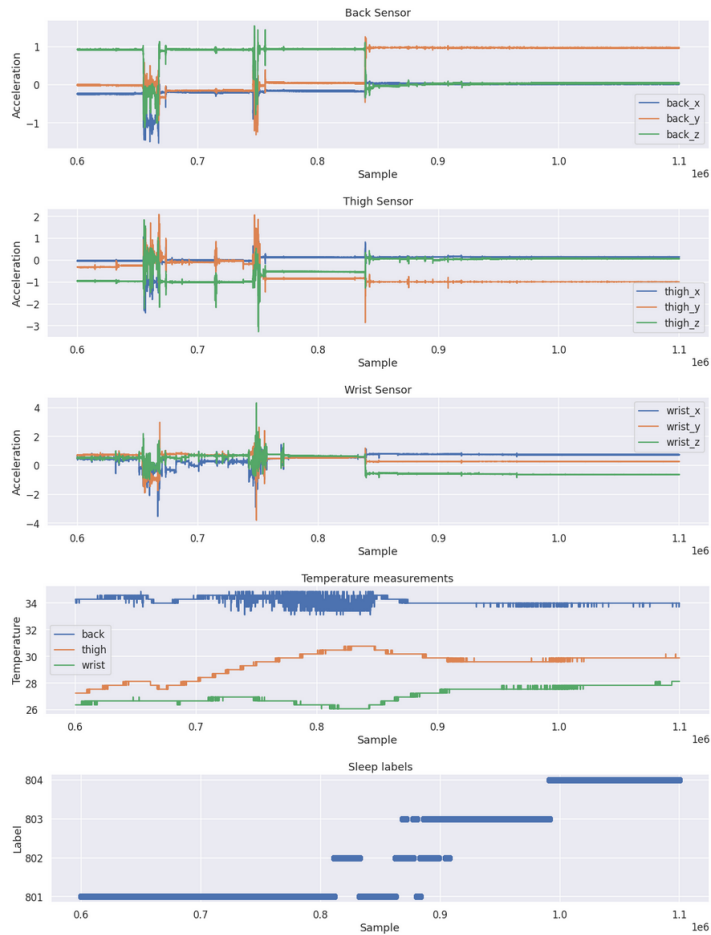 Back Sensor
Acceleration
1
0
−1
0.6 0.7 0.8 0.9 1.0 1.1
1e6
Sample
back_x
back_y
back_z
Thigh Sensor
Acceleration
2
1
0
−1
−2
−3
0.6 0.7 0.8 0.9 1.0 1.1
1e6
Sample
thigh_x
thigh_y
thigh_z
Wrist Sensor
Acceleration
4
2
0
−2
−4
0.6 0.7 0.8 0.9 1.0 1.1
1e6
Sample
wrist_x
wrist_y
wrist_z
Temperature measurements
Temperature
34
32
30
28
26
back
thigh
wrist
0.6 0.7 0.8 0.9 1.0 1.1
1e6
Sample
Sleep labels
Label
804
803
802
801
0.6 0.7 0.8 0.9 1.0 1.1
1e6
Sample